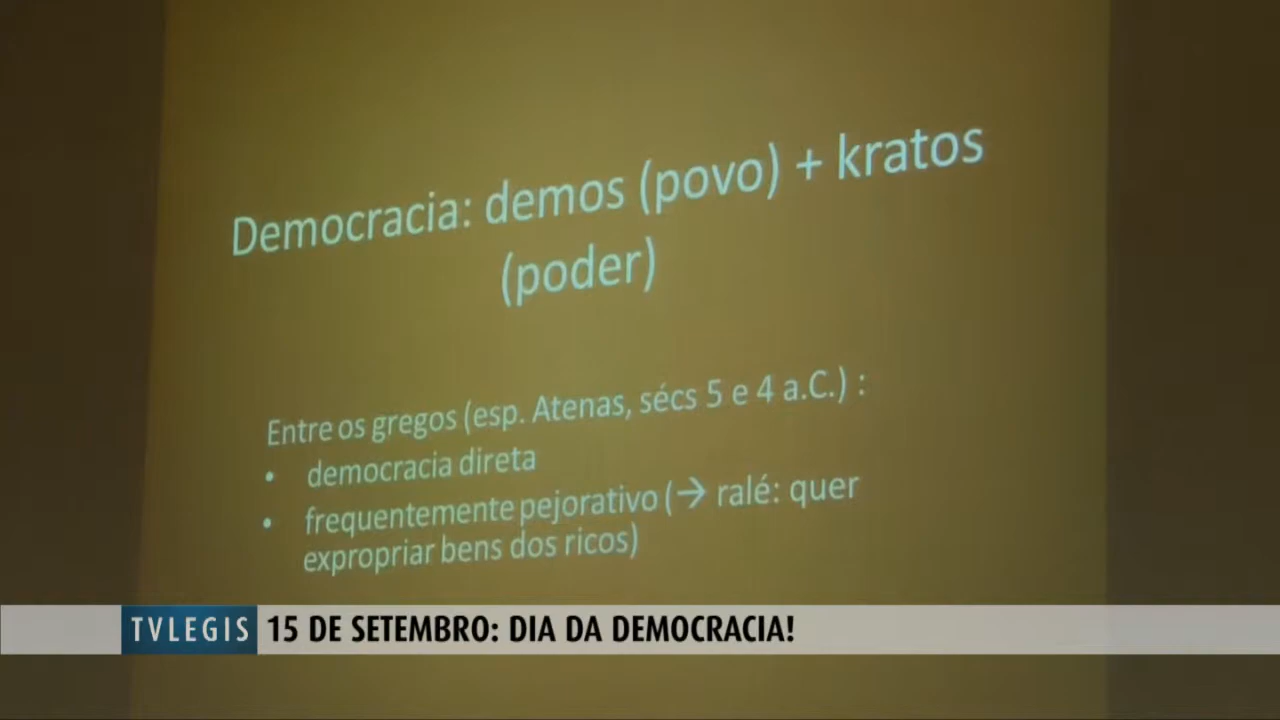 Democracia: demos (povo) + kratos
(poder)
Entre os gregos (esp. Atenas, sécs 5 e 4 a.C.) :
• democracia direta
• frequentemente pejorativo (→ ralé: quer
expropriar bens dos ricos)
TVLEGIS 15 DE SETEMBRO: DIA DA DEMOCRACIA!